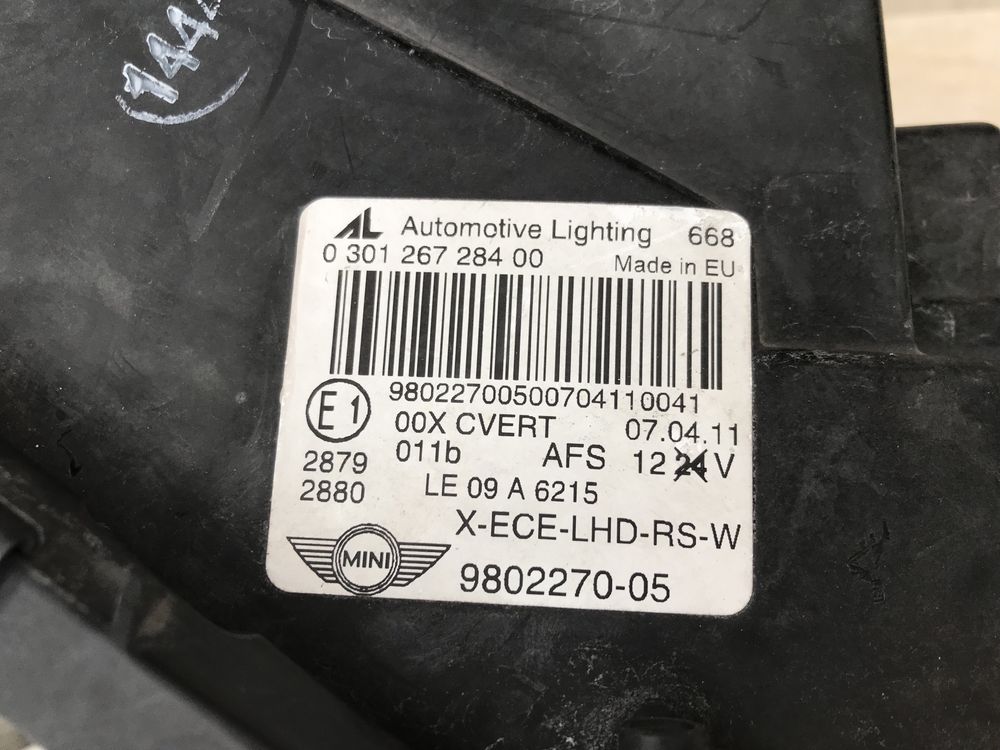 AL Automotive Lighting 668
0 301 267 284 00 Made in EU
98022700500704110041
E1 00X CVERT 07.04.11
2879 011b AFS 12 24 V
2880 LE 09 A 6215
X-ECE-LHD-RS-W
MINI 9802270-05